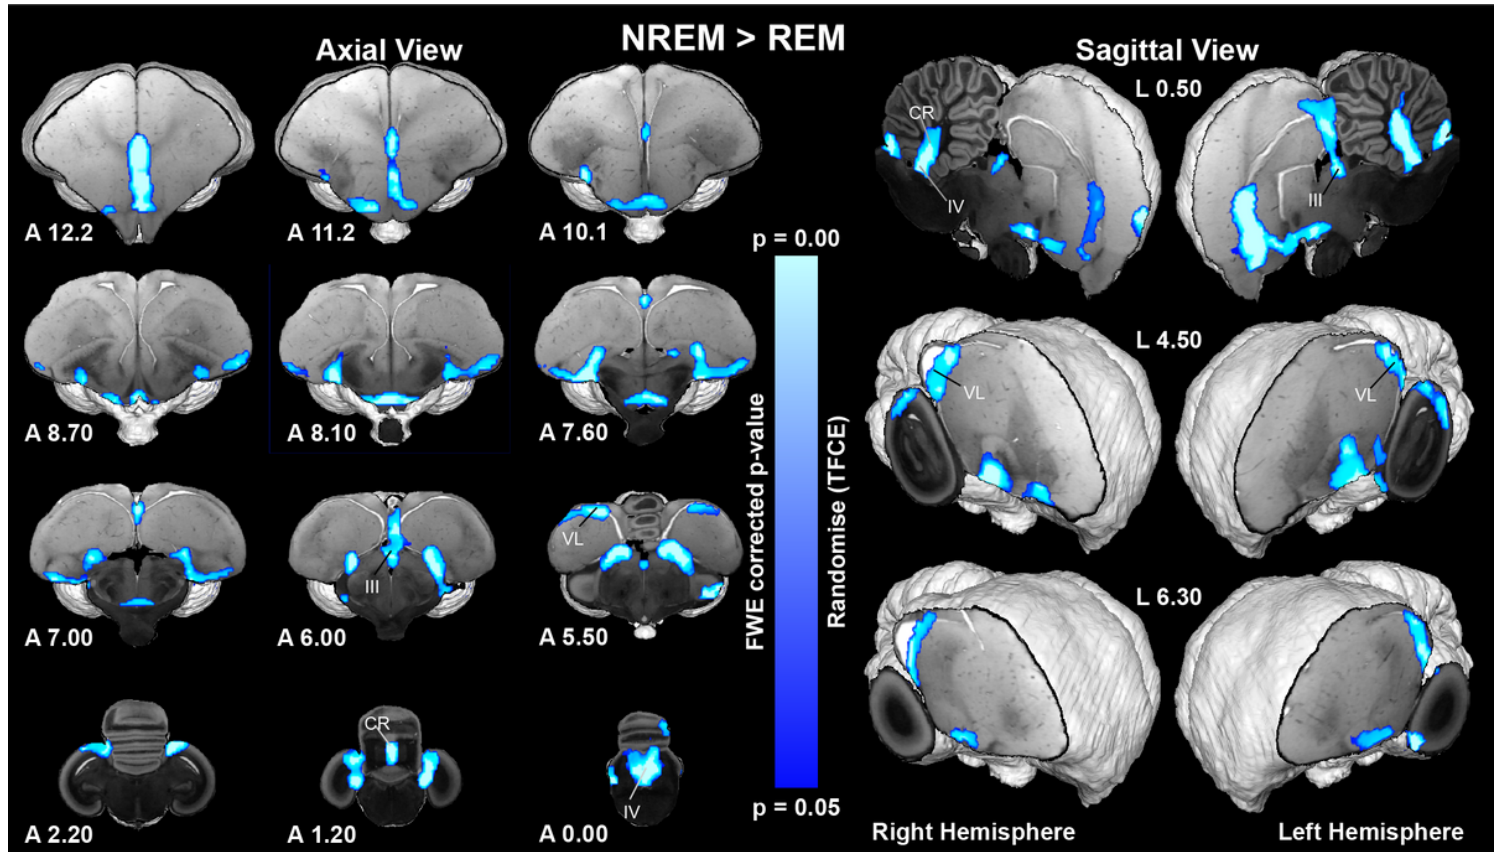 NREM > REM
Axial View
Sagittal View
A 12.2
A 11.2
A 10.1
A 8.70
A 8.10
A 7.60
A 7.00
III
A 6.00
VL
A 5.50
A 2.20
CR
A 1.20
IV
A 0.00
p = 0.00
FWE corrected p-value
Randomise (TFCE)
p = 0.05
L 0.50
CR
IV
III
L 4.50
VL
VL
L 6.30
Right Hemisphere
Left Hemisphere